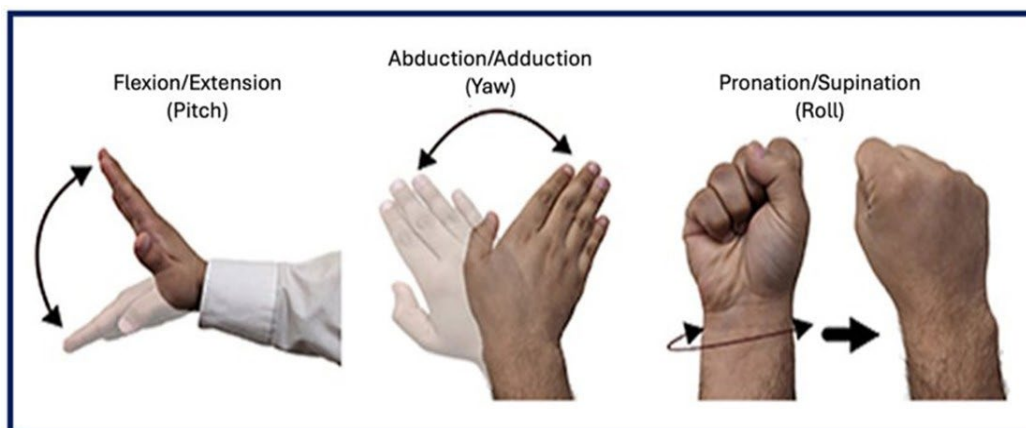 Flexion/Extension
(Pitch)
Abduction/Adduction
(Yaw)
Pronation/Supination
(Roll)